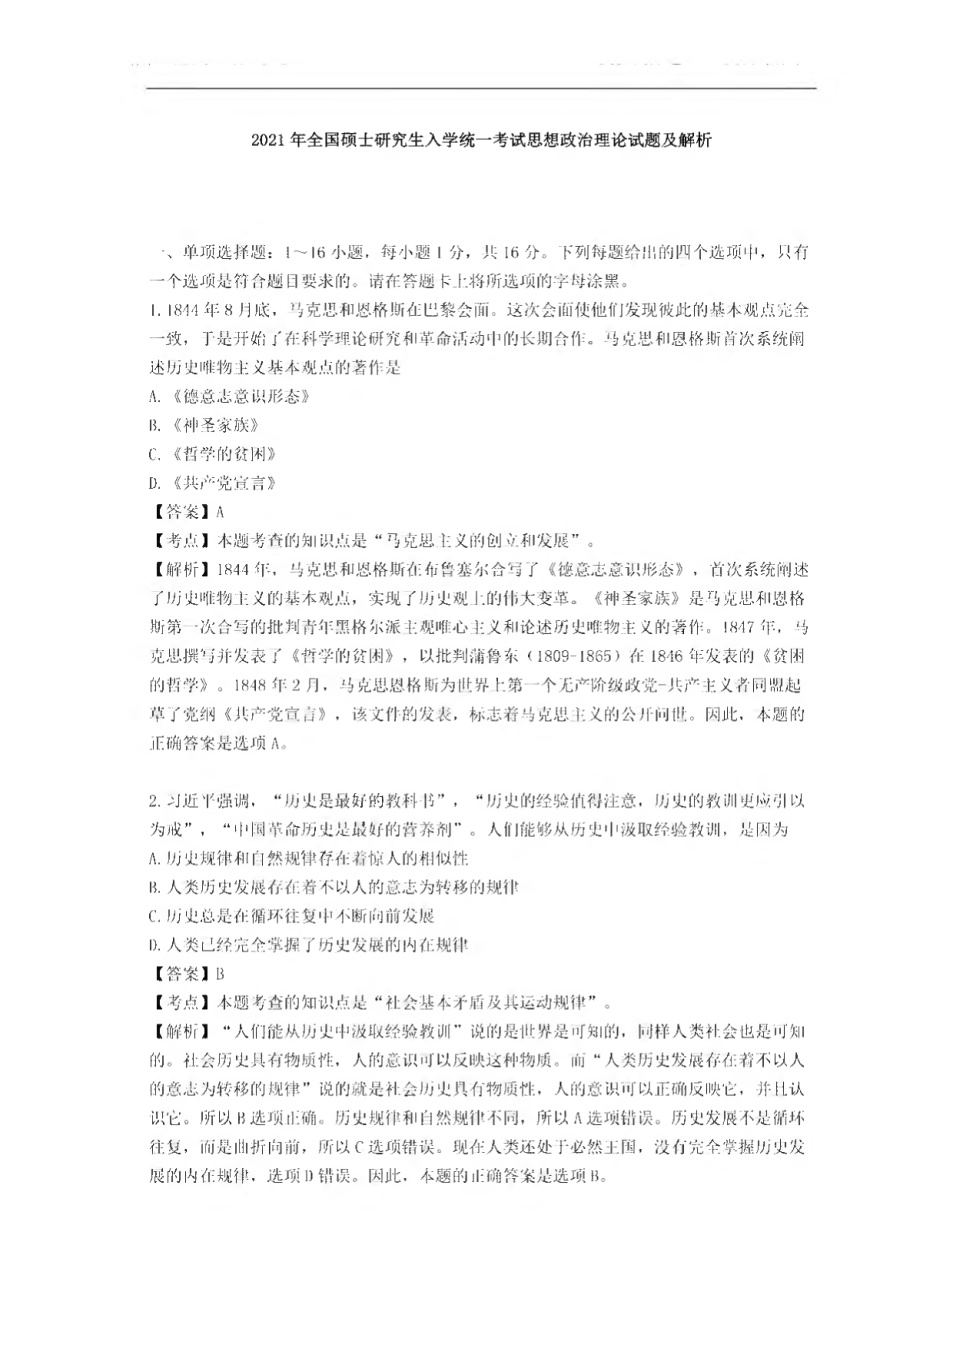 2021 年全国硕士研究生入学统一考试思想政治理论试题及解析
一、单项选择题：1～16 小题，每小题 1 分，共 16 分。下列每题给出的四个选项中，只有
一个选项是符合题目要求的。请在答题卡上将所选项的字母涂黑。
1. 1844 年 8 月底，马克思和恩格斯在巴黎会面。这次会面使他们发现彼此的基本观点完全
一致，于是开始了在科学理论研究和革命活动中的长期合作。马克思和恩格斯首次系统阐
述历史唯物主义基本观点的著作是
A. 《德意志意识形态》
B. 《神圣家族》
C. 《哲学的贫困》
D. 《共产党宣言》
【答案】A
【考点】本题考查的知识点是“马克思主义的创立和发展”。
【解析】1844 年，马克思和恩格斯在布鲁塞尔合写了《德意志意识形态》，首次系统阐述
了历史唯物主义的基本观点，实现了历史观上的伟大变革。《神圣家族》是马克思和恩格
斯第一次合写的批判青年黑格尔派主观唯心主义和论述历史唯物主义的著作。1847 年，马
克思撰写并发表了《哲学的贫困》，以批判蒲鲁东（1809-1865）在 1846 年发表的《贫困
的哲学》。1848 年 2 月，马克思恩格斯为世界上第一个无产阶级政党-共产主义者同盟起
草了党纲《共产党宣言》，该文件的发表，标志着马克思主义的公开问世。因此，本题的
正确答案是选项 A。
2. 习近平强调，“历史是最好的教科书”，“历史的经验值得注意，历史的教训更应引以
为戒”，“中国革命历史是最好的营养剂”。人们能够从历史中汲取经验教训，是因为
A. 历史规律和自然规律存在着惊人的相似性
B. 人类历史发展存在着不以人的意志为转移的规律
C. 历史总是在循环往复中不断向前发展
D. 人类已经完全掌握了历史发展的内在规律
【答案】B
【考点】本题考查的知识点是“社会基本矛盾及其运动规律”。
【解析】“人们能从历史中汲取经验教训”说的是世界是可知的，同样人类社会也是可知
的。社会历史具有物质性，人的意识可以反映这种物质。而“人类历史发展存在着不以人
的意志为转移的规律”说的就是社会历史具有物质性，人的意识可以正确反映它，并且认
识它。所以 B 选项正确。历史规律和自然规律不同，所以 A 选项错误。历史发展不是循环
往复，而是曲折向前，所以 C 选项错误。现在人类还处于必然王国，没有完全掌握历史发
展的内在规律，选项 D 错误。因此，本题的正确答案是选项 B。